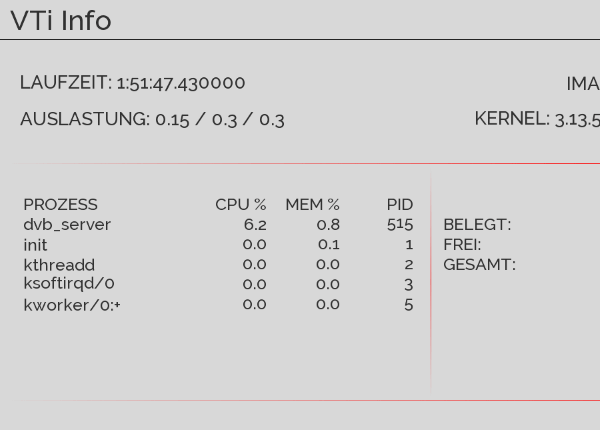 VTi Info
LAUFZEIT: 1:51:47.430000 IMA
AUSLASTUNG: 0.15 / 0.3 / 0.3 KERNEL: 3.13.5
PROZESS CPU % MEM % PID
dvb_server 6.2 0.8 515 BELEGT:
init 0.0 0.1 1 FREI:
kthreadd 0.0 0.0 2 GESAMT:
ksoftirqd/0 0.0 0.0 3
kworker/0:+ 0.0 0.0 5